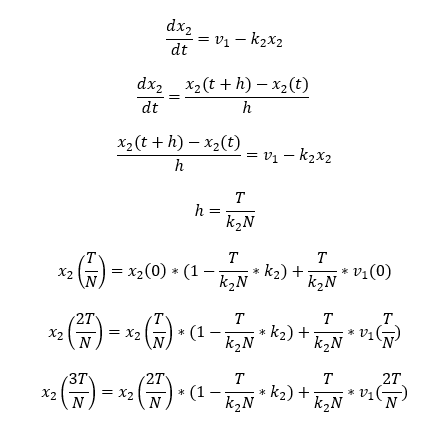 dx₂/dt = v₁ − k₂x₂
dx₂/dt = (x₂(t + h) − x₂(t))/h
(x₂(t + h) − x₂(t))/h = v₁ − k₂x₂
h = T/(k₂N)
x₂(T/N) = x₂(0) * (1 − T/(k₂N) * k₂) + T/(k₂N) * v₁(0)
x₂(2T/N) = x₂(T/N) * (1 − T/(k₂N) * k₂) + T/(k₂N) * v₁(T/N)
x₂(3T/N) = x₂(2T/N) * (1 − T/(k₂N) * k₂) + T/(k₂N) * v₁(2T/N)